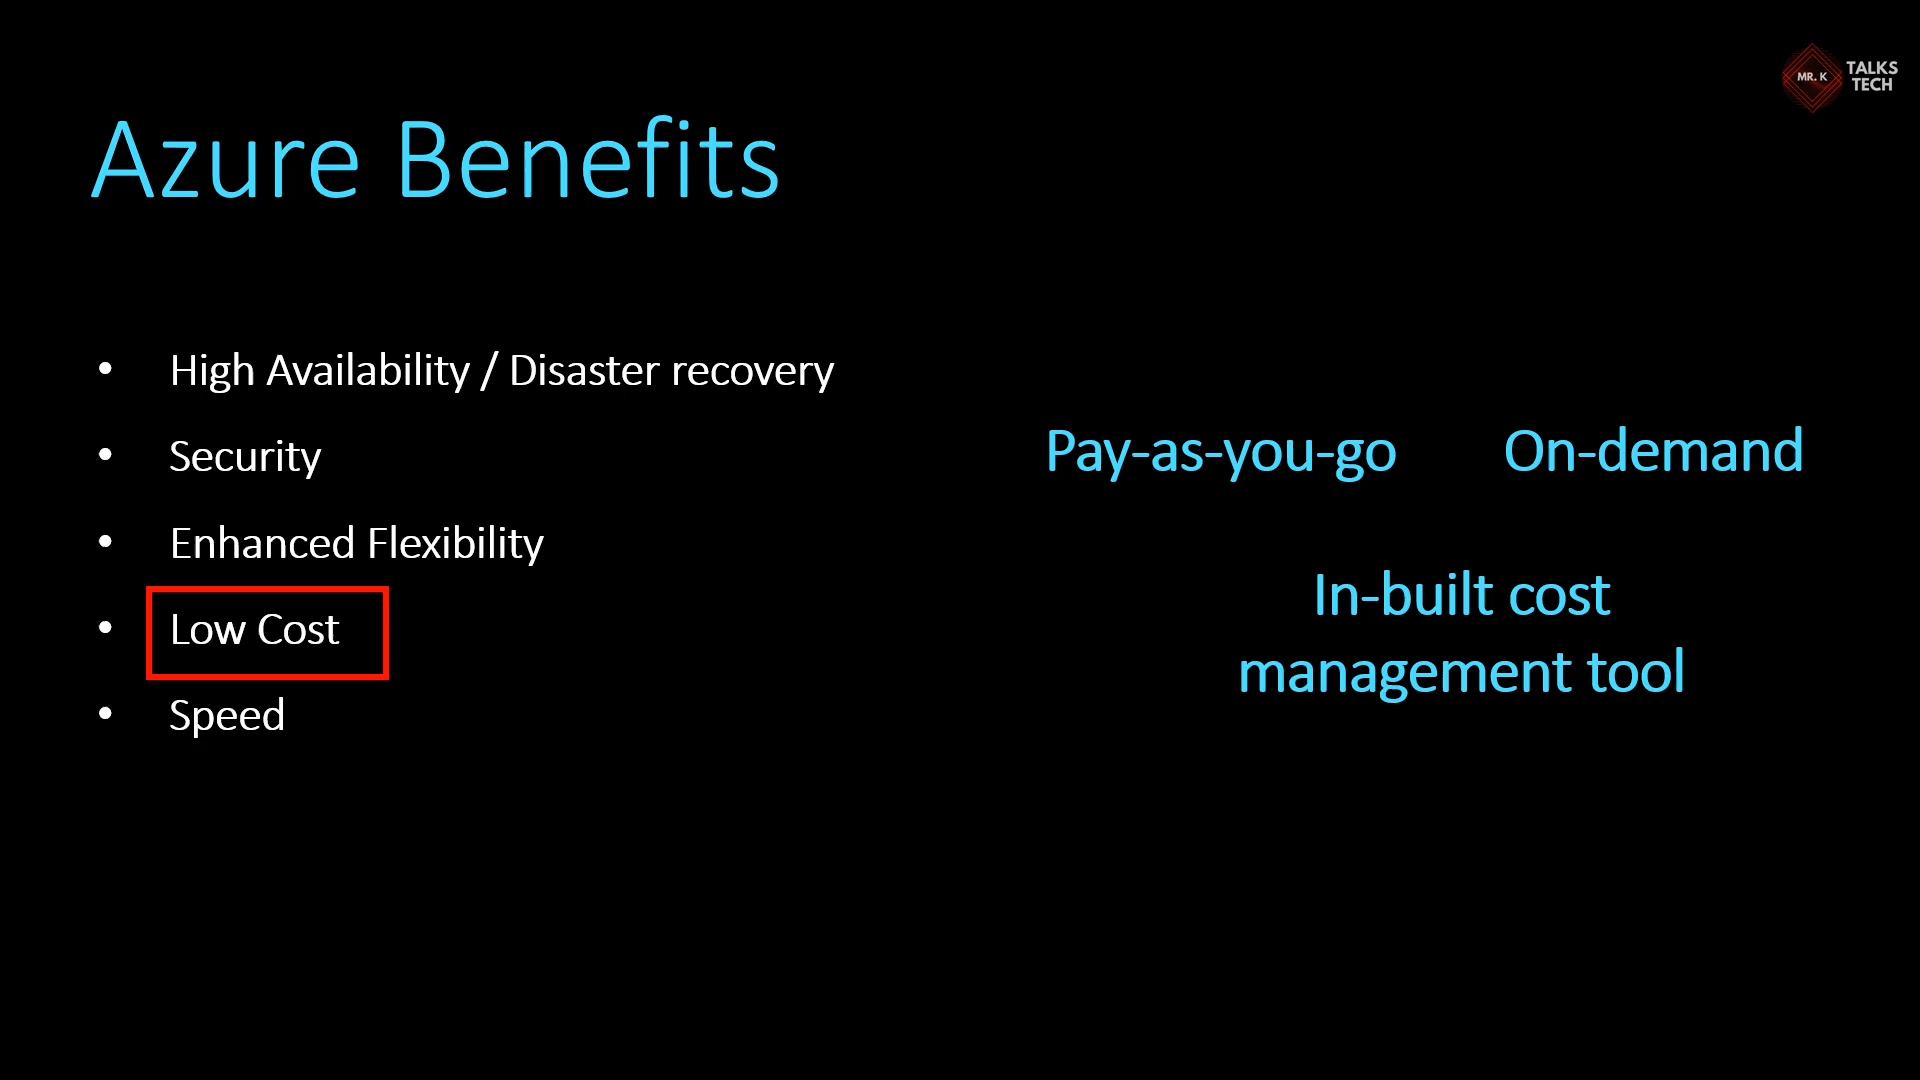 MR. K
TALKS
TECH
Azure Benefits
• High Availability / Disaster recovery
• Security
• Enhanced Flexibility
• Low Cost
• Speed
Pay-as-you-go On-demand
In-built cost
management tool